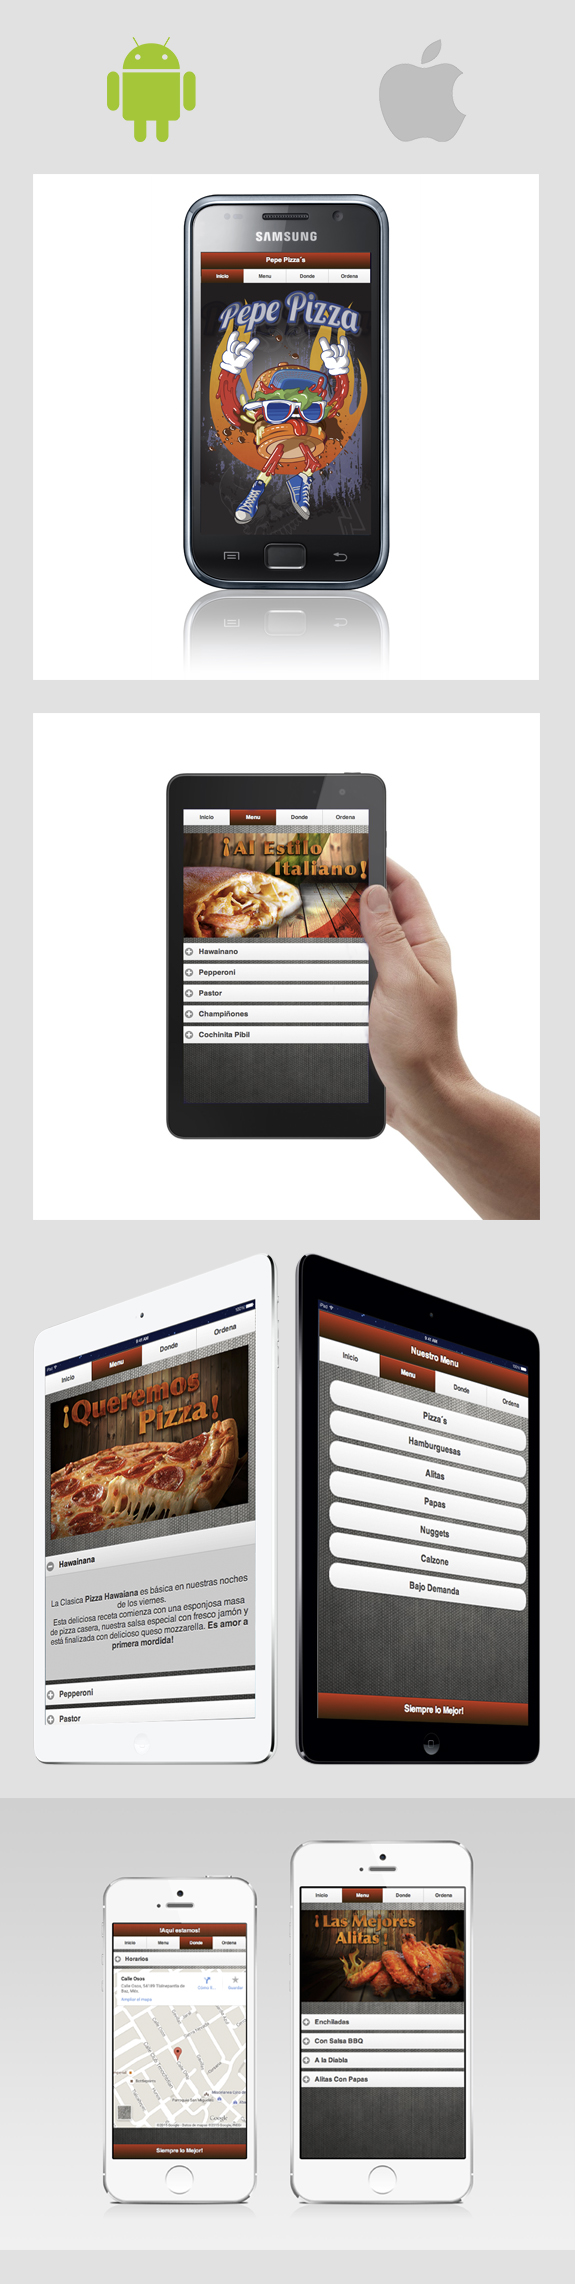 SAMSUNG
Pepe Pizza´s
Inicio Menu Donde Ordena
Pepe Pizza
Inicio Menu Donde Ordena
¡Al Estilo
Italiano!
Hawainano
Pepperoni
Pastor
Champiñones
Cochinita Pibil
iPad 9:41 AM 100%
Inicio Menu Donde Ordena
¡Queremos
Pizza!
Hawainana
La Clasica Pizza Hawaiana es básica en nuestras noches
de los viernes.
Esta deliciosa receta comienza con una esponjosa masa
de pizza casera, nuestra salsa especial con fresco jamón y
está finalizada con delicioso queso mozzarella. Es amor a
primera mordida!
Pepperoni
Pastor
iPad 9:41 AM 100%
Nuestro Menu
Inicio Menu Donde Ordena
Pizza´s
Hamburguesas
Alitas
Papas
Nuggets
Calzone
Bajo Demanda
Siempre lo Mejor!
!Aquí estamos!
Inicio Menu Donde Ordena
Horarios
Calle Osos
Ampliar el mapa
Guardar
Google
Siempre lo Mejor!
Inicio Menu Donde Ordena
¡Las Mejores
Alitas!
Enchiladas
Con Salsa BBQ
A la Diabla
Alitas Con Papas